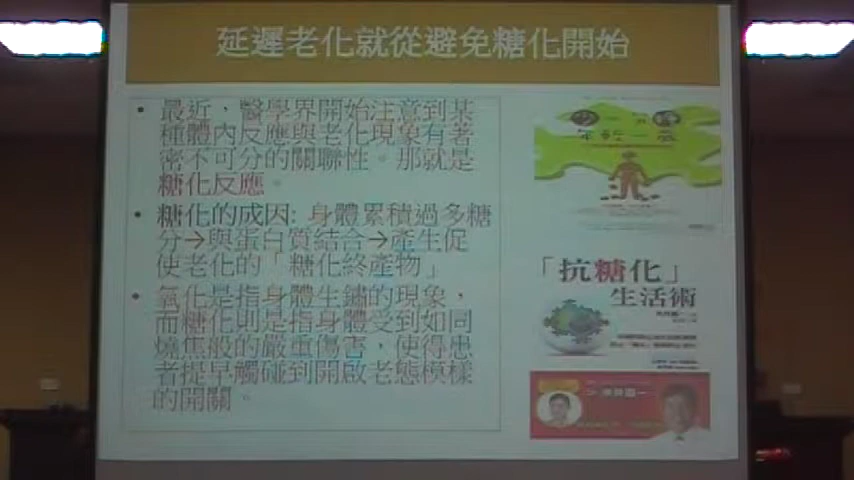 延遲老化就從避免糖化開始
• 最近，醫學界開始注意到某
種體內反應與老化現象有著
密不可分的關聯性。那就是
糖化反應。
• 糖化的成因: 身體累積過多糖
分→與蛋白質結合→產生促
使老化的「糖化終產物」
• 氧化是指身體生鏽的現象，
而糖化則是指身體受到如同
燒焦般的嚴重傷害，使得患
者提早觸碰到開啟老態模樣
的開關。
年輕一
「抗糖化」
生活術